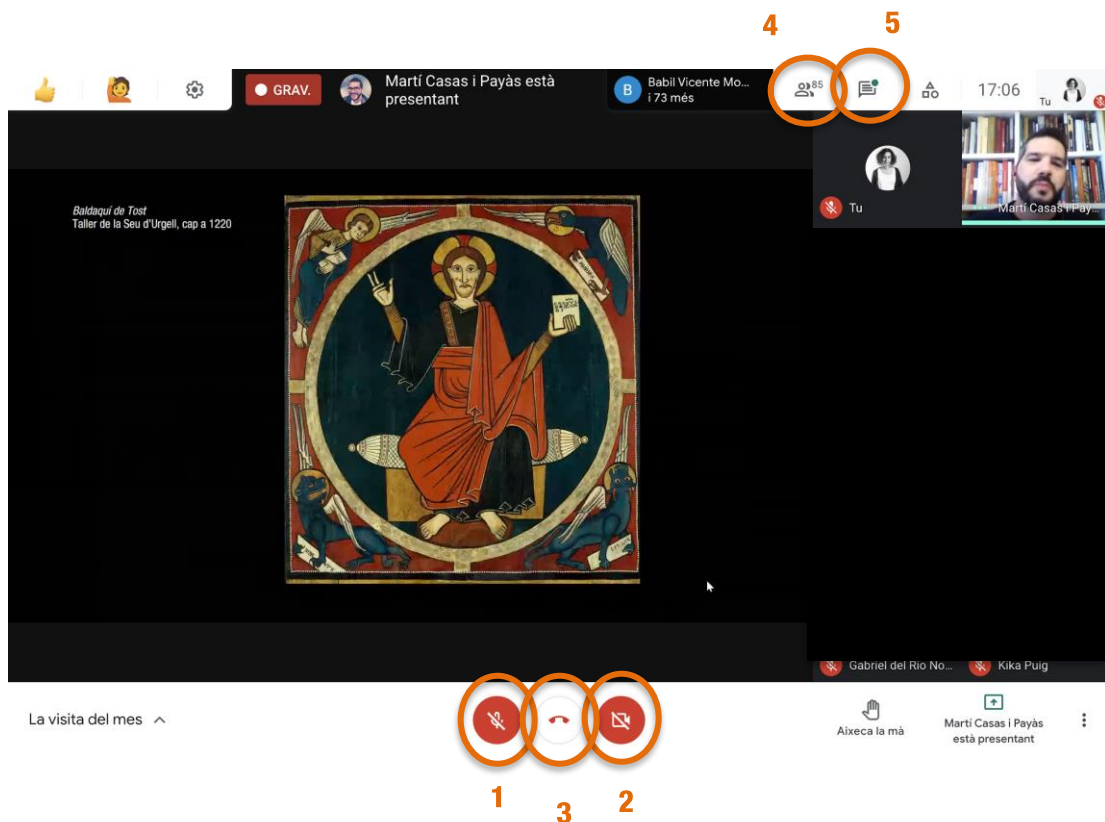 4
5
GRAV.
Martí Casas i Payàs està
presentant
B
Babil Vicente Mo...
i 73 més
85
17:06
Tu
Baldaquí de Tost
Taller de la Seu d'Urgell, cap a 1220
Tu
Martí Casas i Pay...
Gabriel del Rio No...
Kika Puig
La visita del mes
Aixeca la mà
Martí Casas i Payàs
està presentant
1
3
2